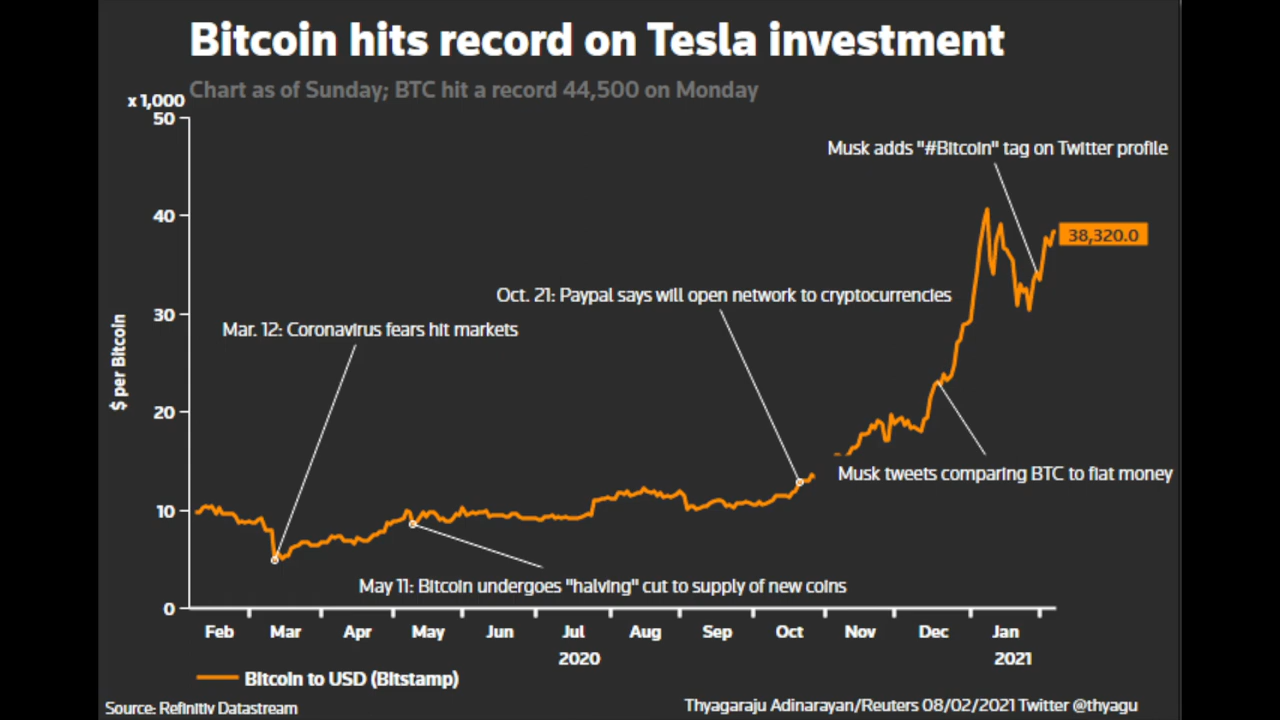 Bitcoin hits record on Tesla investment
Chart as of Sunday; BTC hit a record 44,500 on Monday
x 1,000
50
Musk adds "#Bitcoin" tag on Twitter profile
40
38,320.0
Oct. 21: Paypal says will open network to cryptocurrencies
30
Mar. 12: Coronavirus fears hit markets
$ per Bitcoin
20
Musk tweets comparing BTC to fiat money
10
May 11: Bitcoin undergoes "halving" cut to supply of new coins
0
Feb Mar Apr May Jun Jul Aug Sep Oct Nov Dec Jan
2020 2021
Bitcoin to USD (Bitstamp)
Source: Refinitiv Datastream
Thyagaraju Adinarayan/Reuters 08/02/2021 Twitter @thyagu